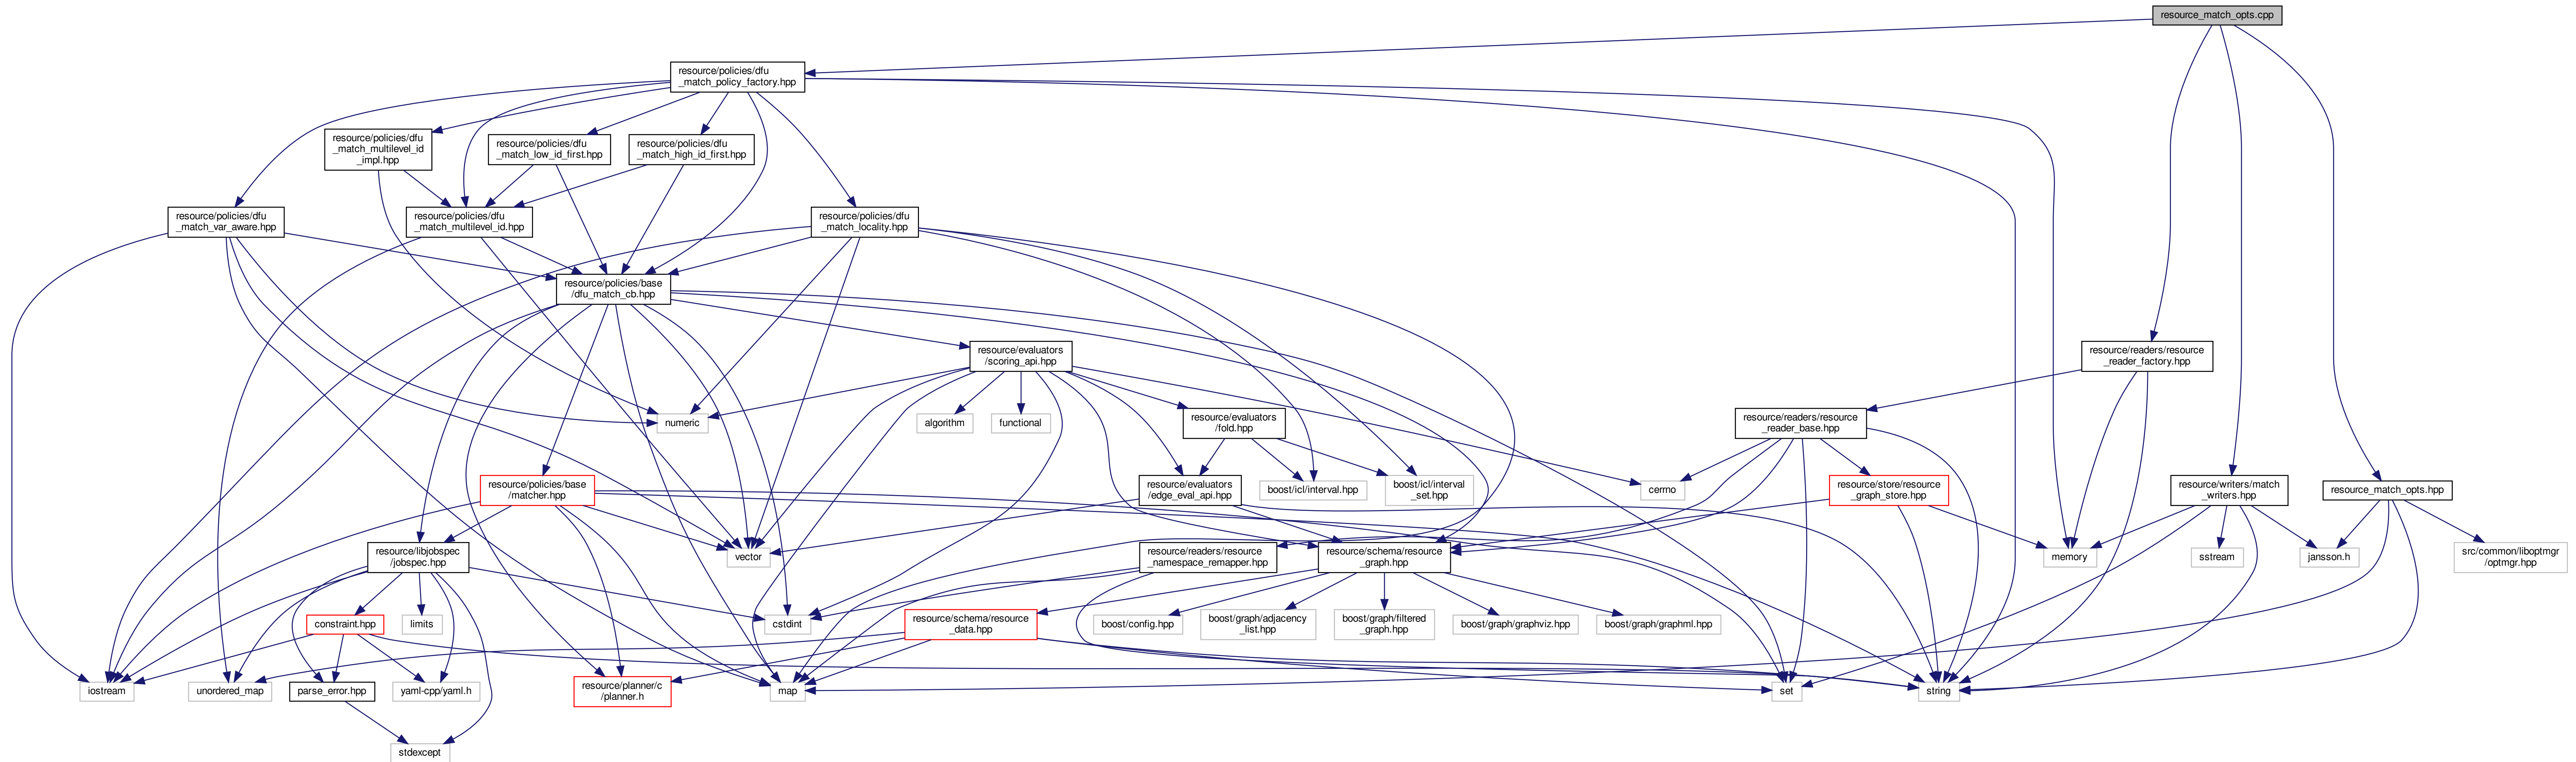 resource_match_opts.cpp
resource/policies/dfu
_match_policy_factory.hpp
resource/policies/dfu
_match_multilevel_id
_impl.hpp
resource/policies/dfu
_match_low_id_first.hpp
resource/policies/dfu
_match_high_id_first.hpp
resource/policies/dfu
_match_var_aware.hpp
resource/policies/dfu
_match_multilevel_id.hpp
resource/policies/dfu
_match_locality.hpp
resource/policies/base
/dfu_match_cb.hpp
resource/evaluators
/scoring_api.hpp
resource/readers/resource
_reader_factory.hpp
numeric
algorithm
functional
resource/evaluators
/fold.hpp
resource/readers/resource
_reader_base.hpp
resource/policies/base
/matcher.hpp
resource/evaluators
/edge_eval_api.hpp
boost/icl/interval.hpp
boost/icl/interval
_set.hpp
cerrno
resource/store/resource
_graph_store.hpp
resource/writers/match
_writers.hpp
resource_match_opts.hpp
resource/libjobspec
/jobspec.hpp
vector
resource/readers/resource
_namespace_remapper.hpp
resource/schema/resource
_graph.hpp
memory
sstream
jansson.h
src/common/liboptmgr
/optmgr.hpp
constraint.hpp
limits
cstdint
resource/schema/resource
_data.hpp
boost/config.hpp
boost/graph/adjacency
_list.hpp
boost/graph/filtered
_graph.hpp
boost/graph/graphviz.hpp
boost/graph/graphml.hpp
iostream
unordered_map
parse_error.hpp
yaml-cpp/yaml.h
resource/planner/c
/planner.h
map
set
string
stdexcept